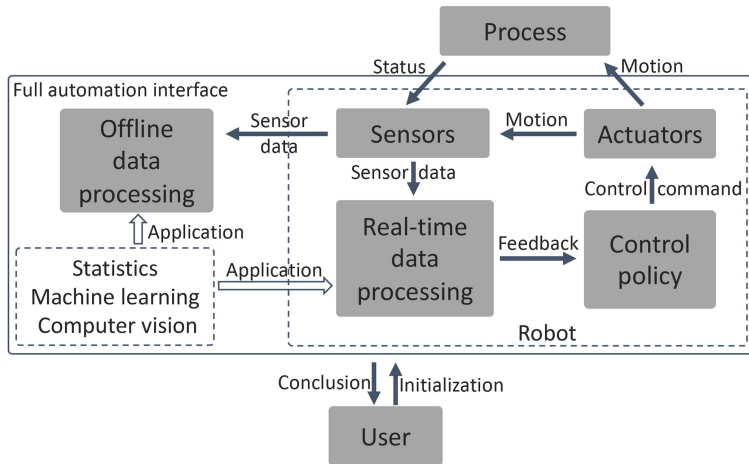 Process
Status
Motion
Full automation interface
Offline
data
processing
Sensor
data
Sensors
Motion
Actuators
Sensor data
Control command
Application
Real-time
data
processing
Feedback
Control
policy
Statistics
Machine learning
Computer vision
Application
Robot
Conclusion
Initialization
User